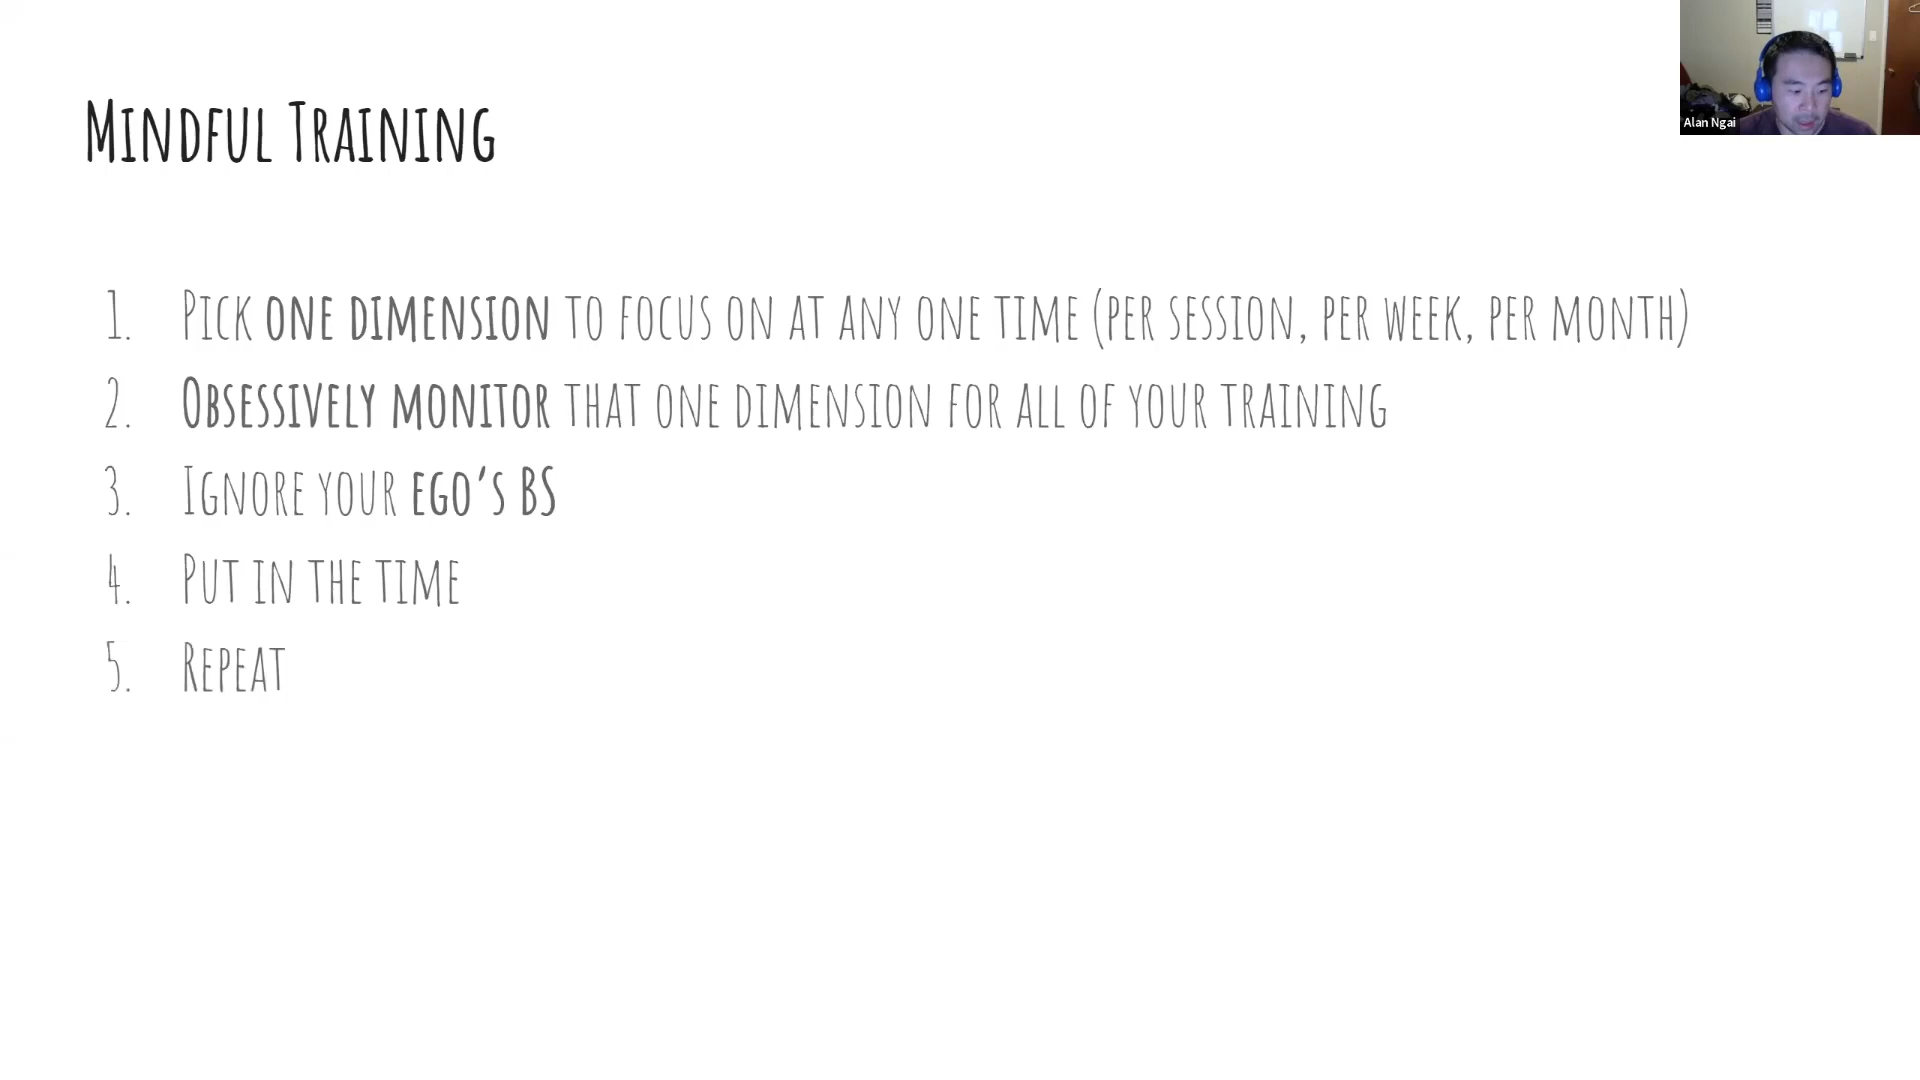 Mindful Training
1. Pick one dimension to focus on at any one time (per session, per week, per month)
2. Obsessively monitor that one dimension for all of your training
3. Ignore your ego's BS
4. Put in the time
5. Repeat
Alan Ngai